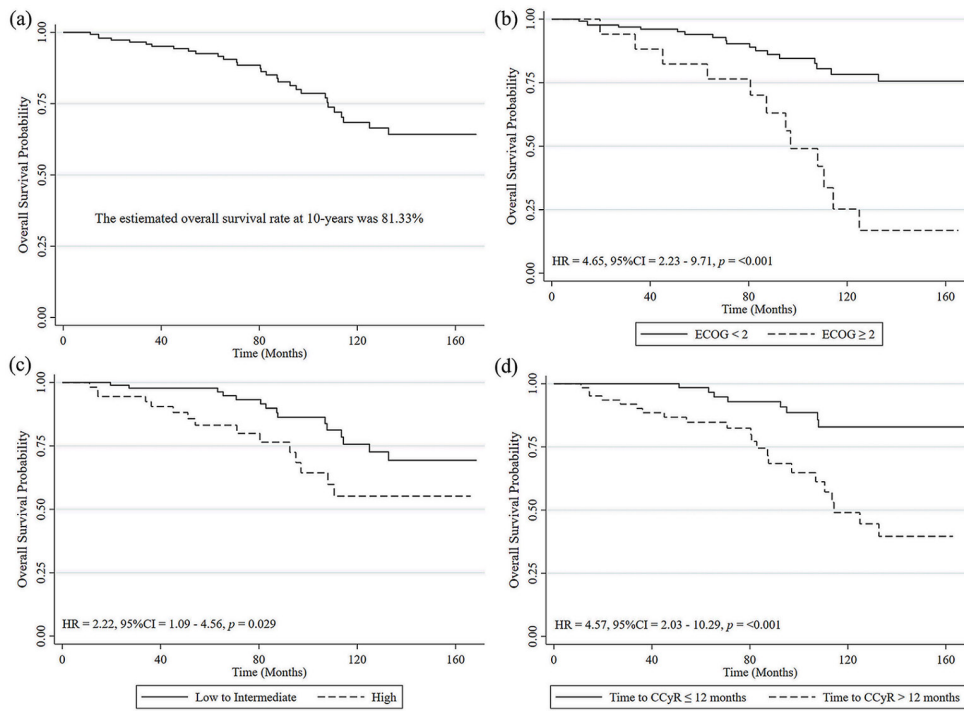 (a)
Overall Survival Probability
1.00
0.75
0.50
0.25
0.00
The estiemated overall survival rate at 10-years was 81.33%
0 40 80 120 160
Time (Months)
(b)
Overall Survival Probability
1.00
0.75
0.50
0.25
0.00
HR = 4.65, 95%CI = 2.23 - 9.71, p = <0.001
0 40 80 120 160
Time (Months)
ECOG < 2 ECOG ≥ 2
(c)
Overall Survival Probability
1.00
0.75
0.50
0.25
0.00
HR = 2.22, 95%CI = 1.09 - 4.56, p = 0.029
0 40 80 120 160
Time (Months)
Low to Intermediate High
(d)
Overall Survival Probability
1.00
0.75
0.50
0.25
0.00
HR = 4.57, 95%CI = 2.03 - 10.29, p = <0.001
0 40 80 120 160
Time (Months)
Time to CCyR ≤ 12 months Time to CCyR > 12 months